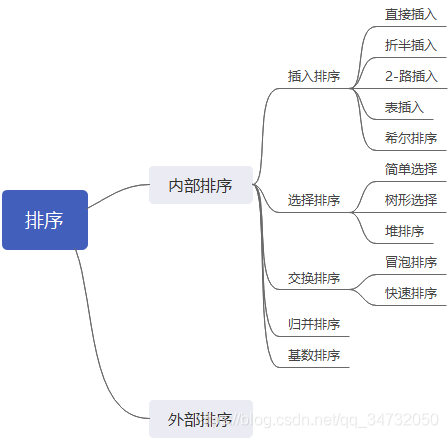 排序
内部排序
插入排序
直接插入
折半插入
2-路插入
表插入
希尔排序
选择排序
简单选择
树形选择
堆排序
交换排序
冒泡排序
快速排序
归并排序
基数排序
外部排序
blog.csdn.net/qq_34732050